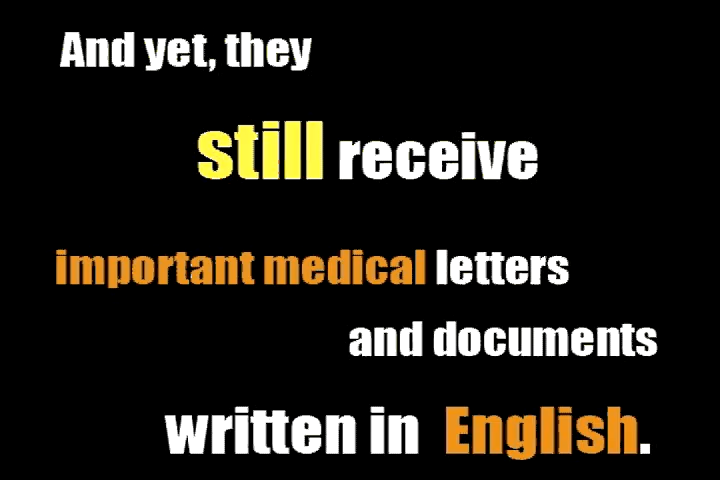 And yet, they
still receive
important medical letters
and documents
written in English.